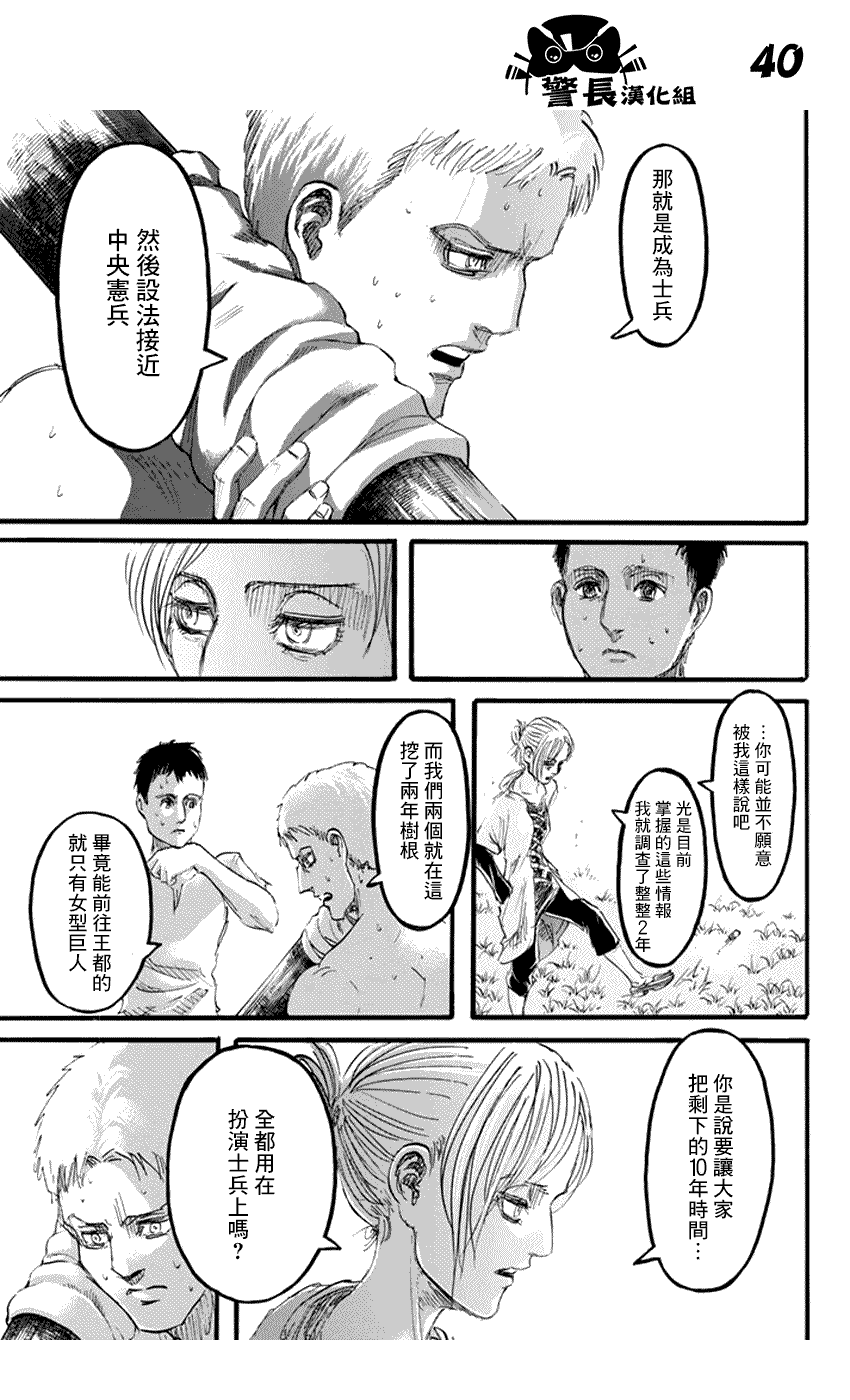 警長漢化組
40
那就是成為士兵
然後設法接近
中央憲兵
…你可能並不願意
被我這樣說吧
光是目前
掌握的這些情報
我就調查了整整2年
而我們兩個就在這
挖了兩年樹根
畢竟能前往王都的
就只有女型巨人
你是說要讓大家
把剩下的10年時間…
全都用在
扮演士兵上嗎？